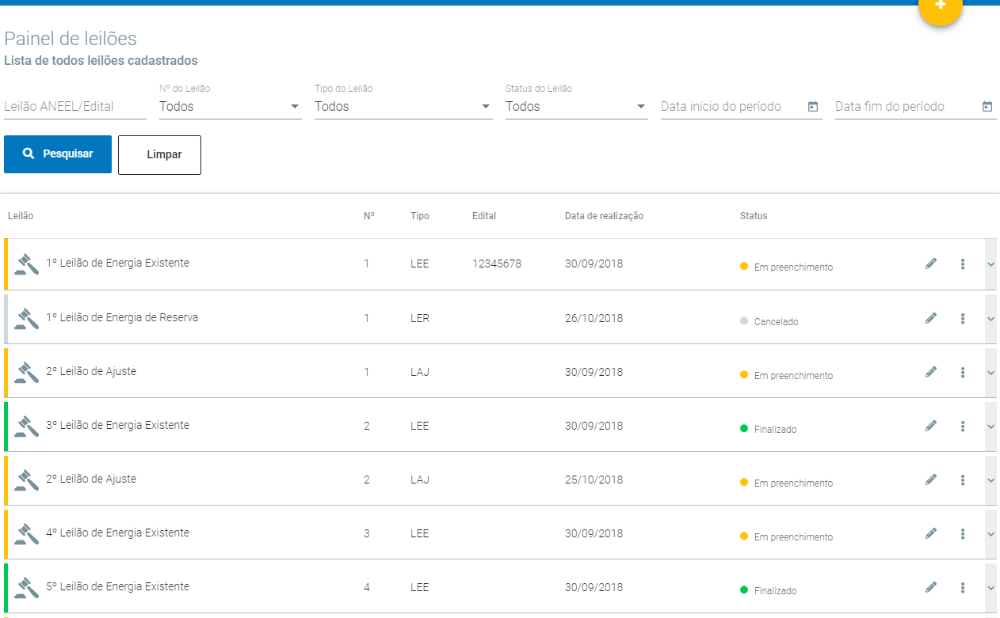 +
Painel de leilões
Lista de todos leilões cadastrados
Nº do Leilão Tipo do Leilão Status do Leilão
Leilão ANEEL/Edital Todos Todos Todos Data início do período Data fim do período
Pesquisar Limpar
Leilão Nº Tipo Edital Data de realização Status
1º Leilão de Energia Existente 1 LEE 12345678 30/09/2018 Em preenchimento
1º Leilão de Energia de Reserva 1 LER 26/10/2018 Cancelado
2º Leilão de Ajuste 1 LAJ 30/09/2018 Em preenchimento
3º Leilão de Energia Existente 2 LEE 30/09/2018 Finalizado
2º Leilão de Ajuste 2 LAJ 25/10/2018 Em preenchimento
4º Leilão de Energia Existente 3 LEE 30/09/2018 Em preenchimento
5º Leilão de Energia Existente 4 LEE 30/09/2018 Finalizado